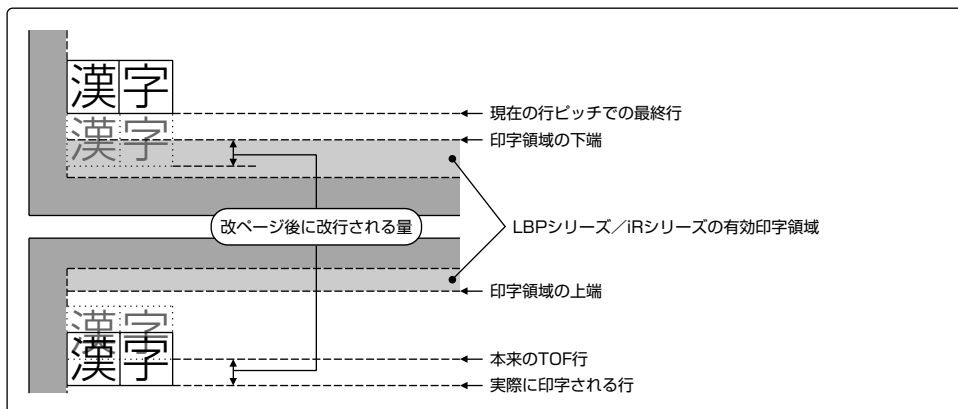 漢字
現在の行ピッチでの最終行
漢字
印字領域の下端
改ページ後に改行される量
LBPシリーズ／iRシリーズの有効印字領域
印字領域の上端
漢字
漢字
本来のTOF行
実際に印字される行